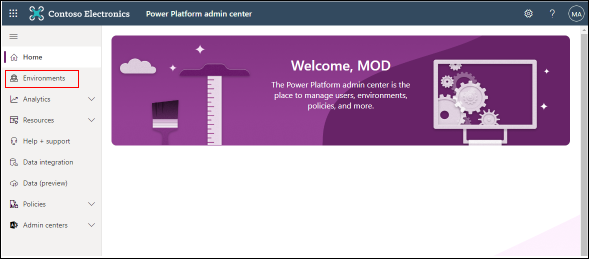 Contoso Electronics
Power Platform admin center
?
MA
Home
Environments
Analytics
Resources
Help + support
Data integration
Data (preview)
Policies
Admin centers
Welcome, MOD
The Power Platform admin center is the
place to manage users, environments,
policies, and more.